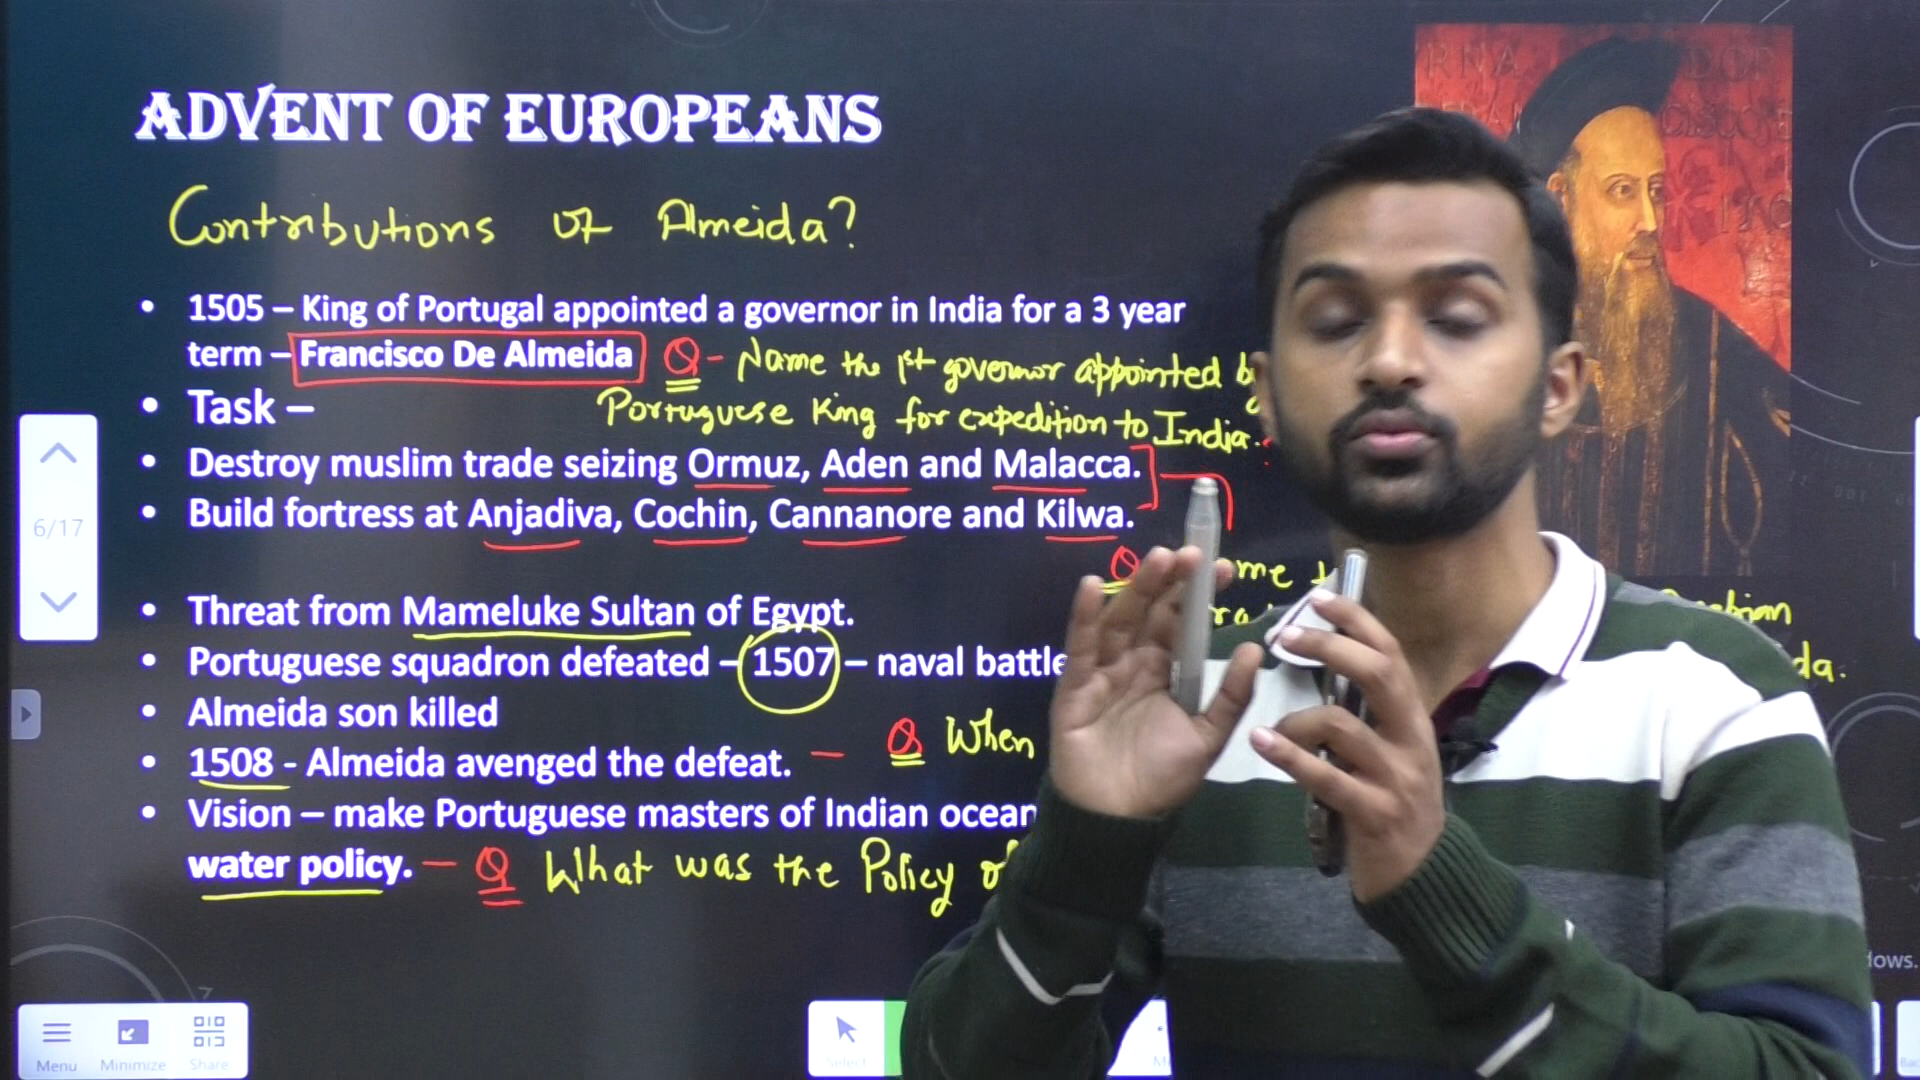 ADVENT OF EUROPEANS
Contributions of Almeida?
• 1505 – King of Portugal appointed a governor in India for a 3 year
term – Francisco De Almeida Q - Name the 1st governor appointed
Portuguese King for expedition to India.
• Task –
• Destroy muslim trade seizing Ormuz, Aden and Malacca.
• Build fortress at Anjadiva, Cochin, Cannanore and Kilwa.
Q
• Threat from Mameluke Sultan of Egypt.
• Portuguese squadron defeated – 1507 – naval battle
• Almeida son killed
• 1508 - Almeida avenged the defeat. – Q When
• Vision – make Portuguese masters of Indian ocean
water policy. – Q What was the Policy
6/17
Menu Minimize Share
Select